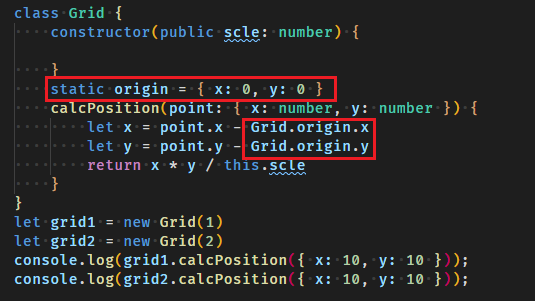 class Grid {
    constructor(public scle: number) {
    }
    static origin = { x: 0, y: 0 }
    calcPosition(point: { x: number, y: number }) {
        let x = point.x - Grid.origin.x
        let y = point.y - Grid.origin.y
        return x * y / this.scle
    }
}
let grid1 = new Grid(1)
let grid2 = new Grid(2)
console.log(grid1.calcPosition({ x: 10, y: 10 }));
console.log(grid2.calcPosition({ x: 10, y: 10 }));